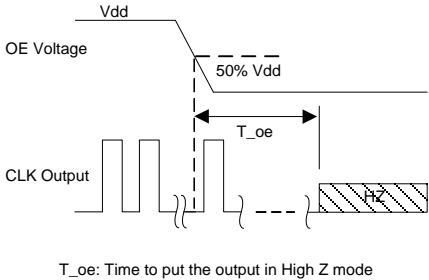 Vdd
OE Voltage
50% Vdd
T_oe
CLK Output
HZ
T_oe: Time to put the output in High Z mode